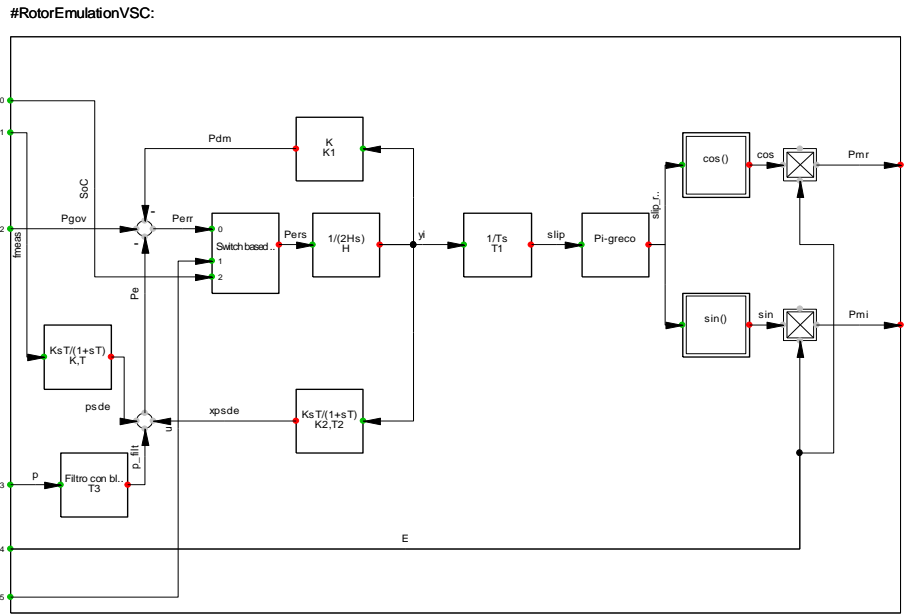 #RotorEmulationVSC:
0
1
2
3
4
5
SoC
fmeas
Pgov
Pdm
K
K1
-
-
Perr
0
1
2
Switch based ..
Pers
1/(2Hs)
H
yi
1/Ts
T1
slip
Pi-greco
slip_r..
cos()
cos
Pmr
sin()
sin
Pmi
Pe
KsT/(1+sT)
K,T
psde
xpsde
KsT/(1+sT)
K2,T2
u
p_filt
p
Filtro con bl..
T3
E